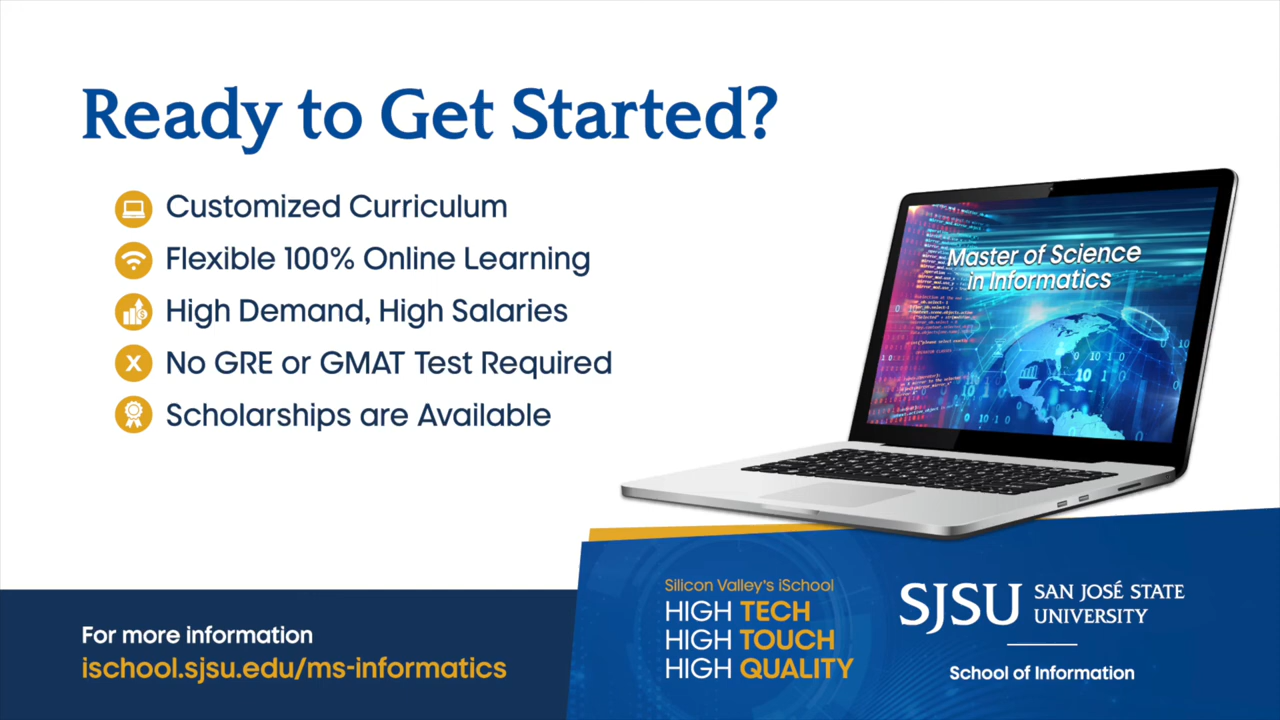 Ready to Get Started?
Customized Curriculum
Flexible 100% Online Learning
High Demand, High Salaries
No GRE or GMAT Test Required
Scholarships are Available
Master of Science
in Informatics
For more information
ischool.sjsu.edu/ms-informatics
Silicon Valley's iSchool
HIGH TECH
HIGH TOUCH
HIGH QUALITY
SJSU
SAN JOSÉ STATE
UNIVERSITY
School of Information